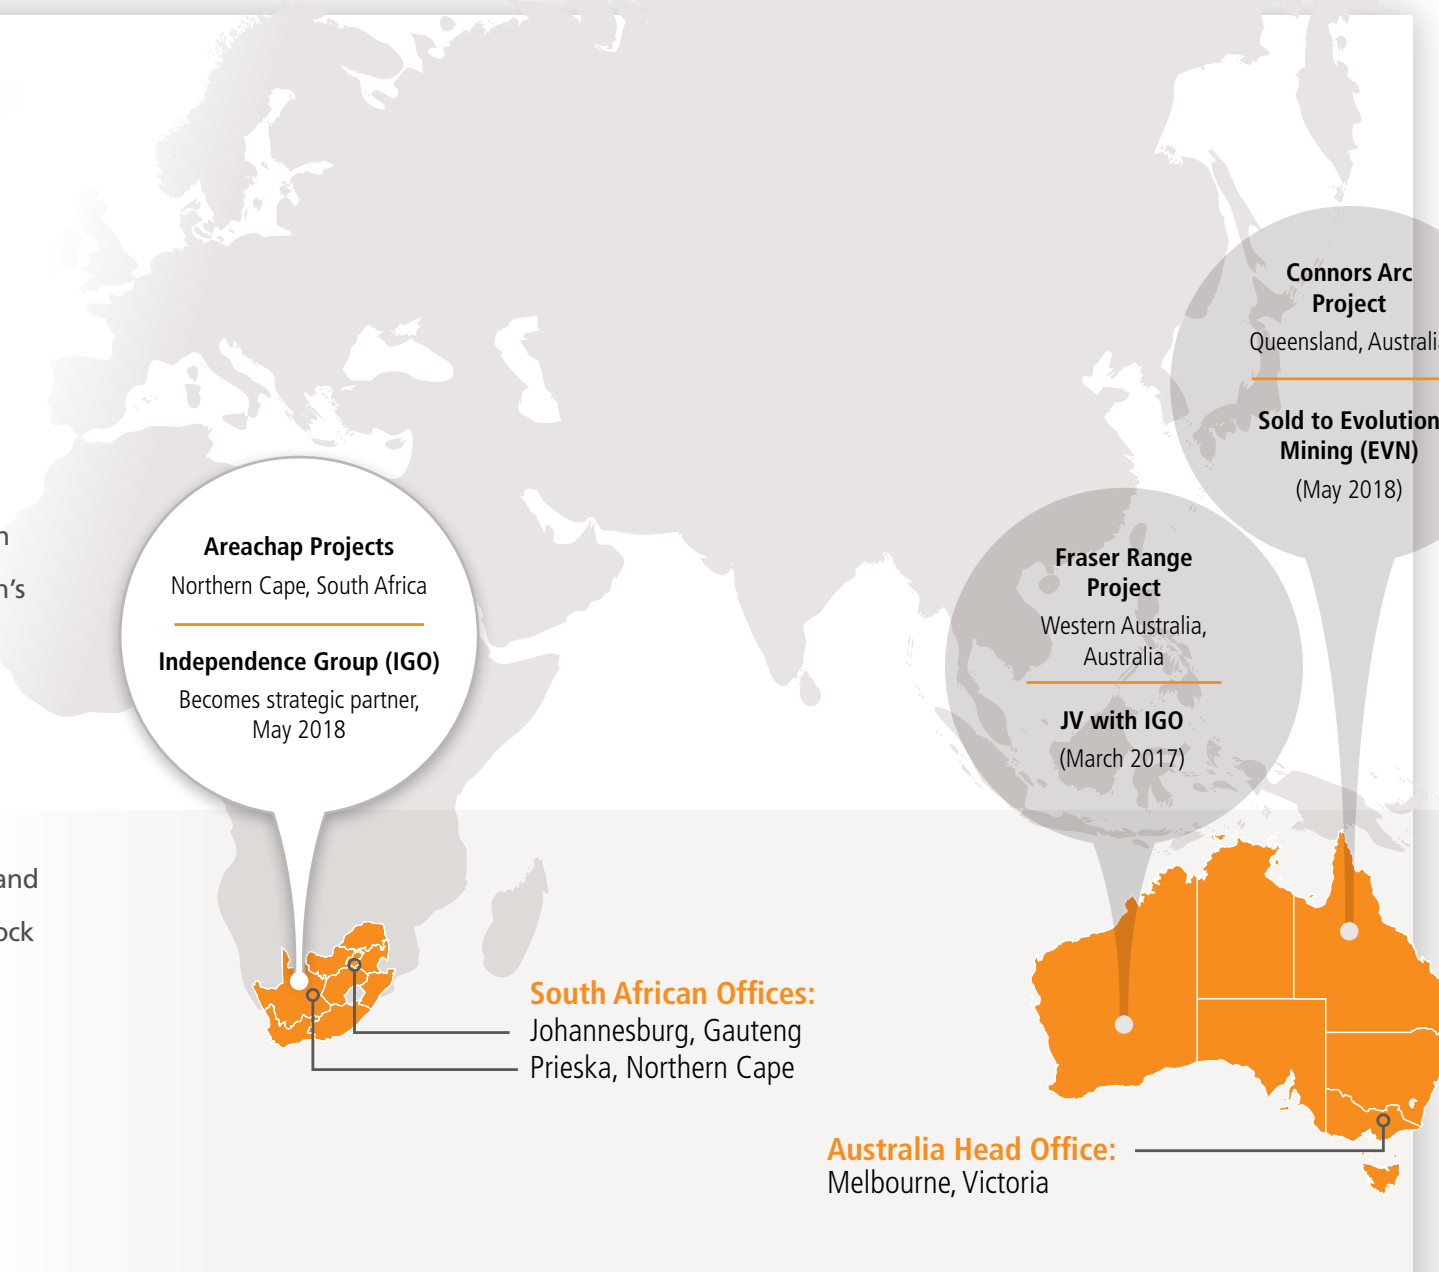 n
n's
and
ock
Areachap Projects
Northern Cape, South Africa
Independence Group (IGO)
Becomes strategic partner,
May 2018
Fraser Range
Project
Western Australia,
Australia
JV with IGO
(March 2017)
Connors Arc
Project
Queensland, Australia
Sold to Evolution
Mining (EVN)
(May 2018)
South African Offices:
Johannesburg, Gauteng
Prieska, Northern Cape
Australia Head Office:
Melbourne, Victoria